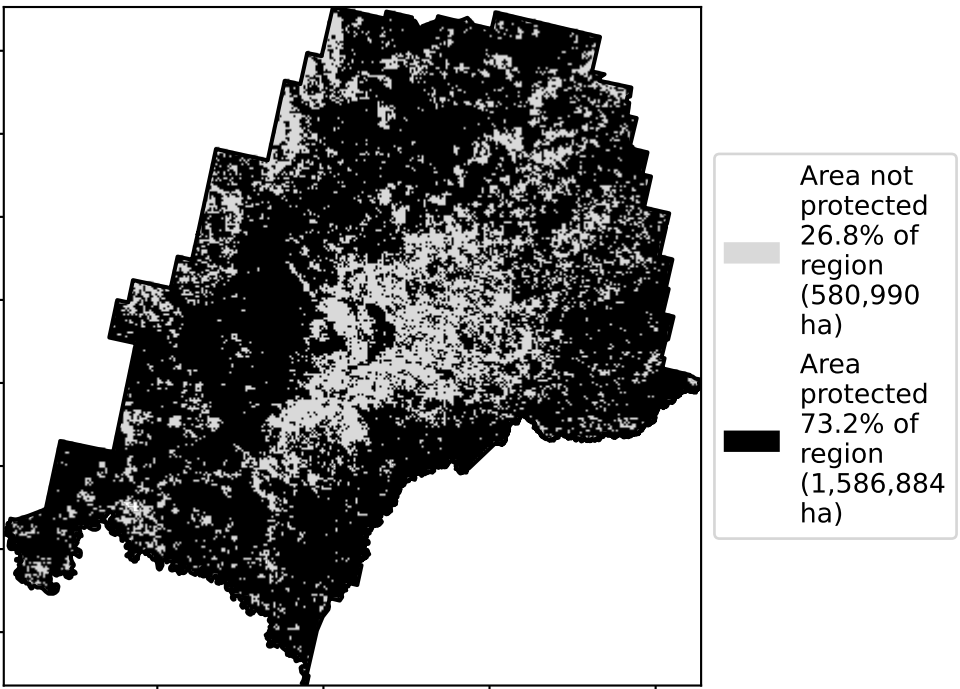 Area not
protected
26.8% of
region
(580,990
ha)
Area
protected
73.2% of
region
(1,586,884
ha)